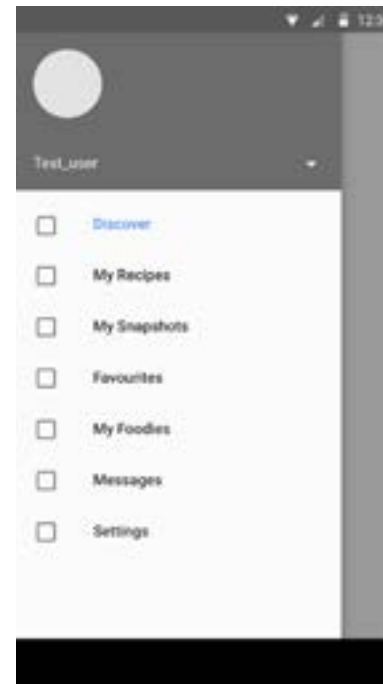 Test_user
Discover
My Recipes
My Snapshots
Favourites
My Foodies
Messages
Settings